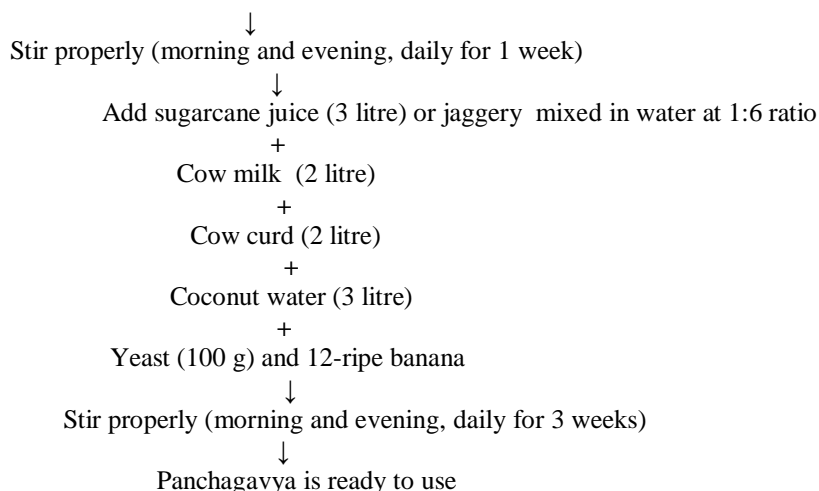 ↓
Stir properly (morning and evening, daily for 1 week)
↓
Add sugarcane juice (3 litre) or jaggery mixed in water at 1:6 ratio
+
Cow milk (2 litre)
+
Cow curd (2 litre)
+
Coconut water (3 litre)
+
Yeast (100 g) and 12-ripe banana
↓
Stir properly (morning and evening, daily for 3 weeks)
↓
Panchagavya is ready to use